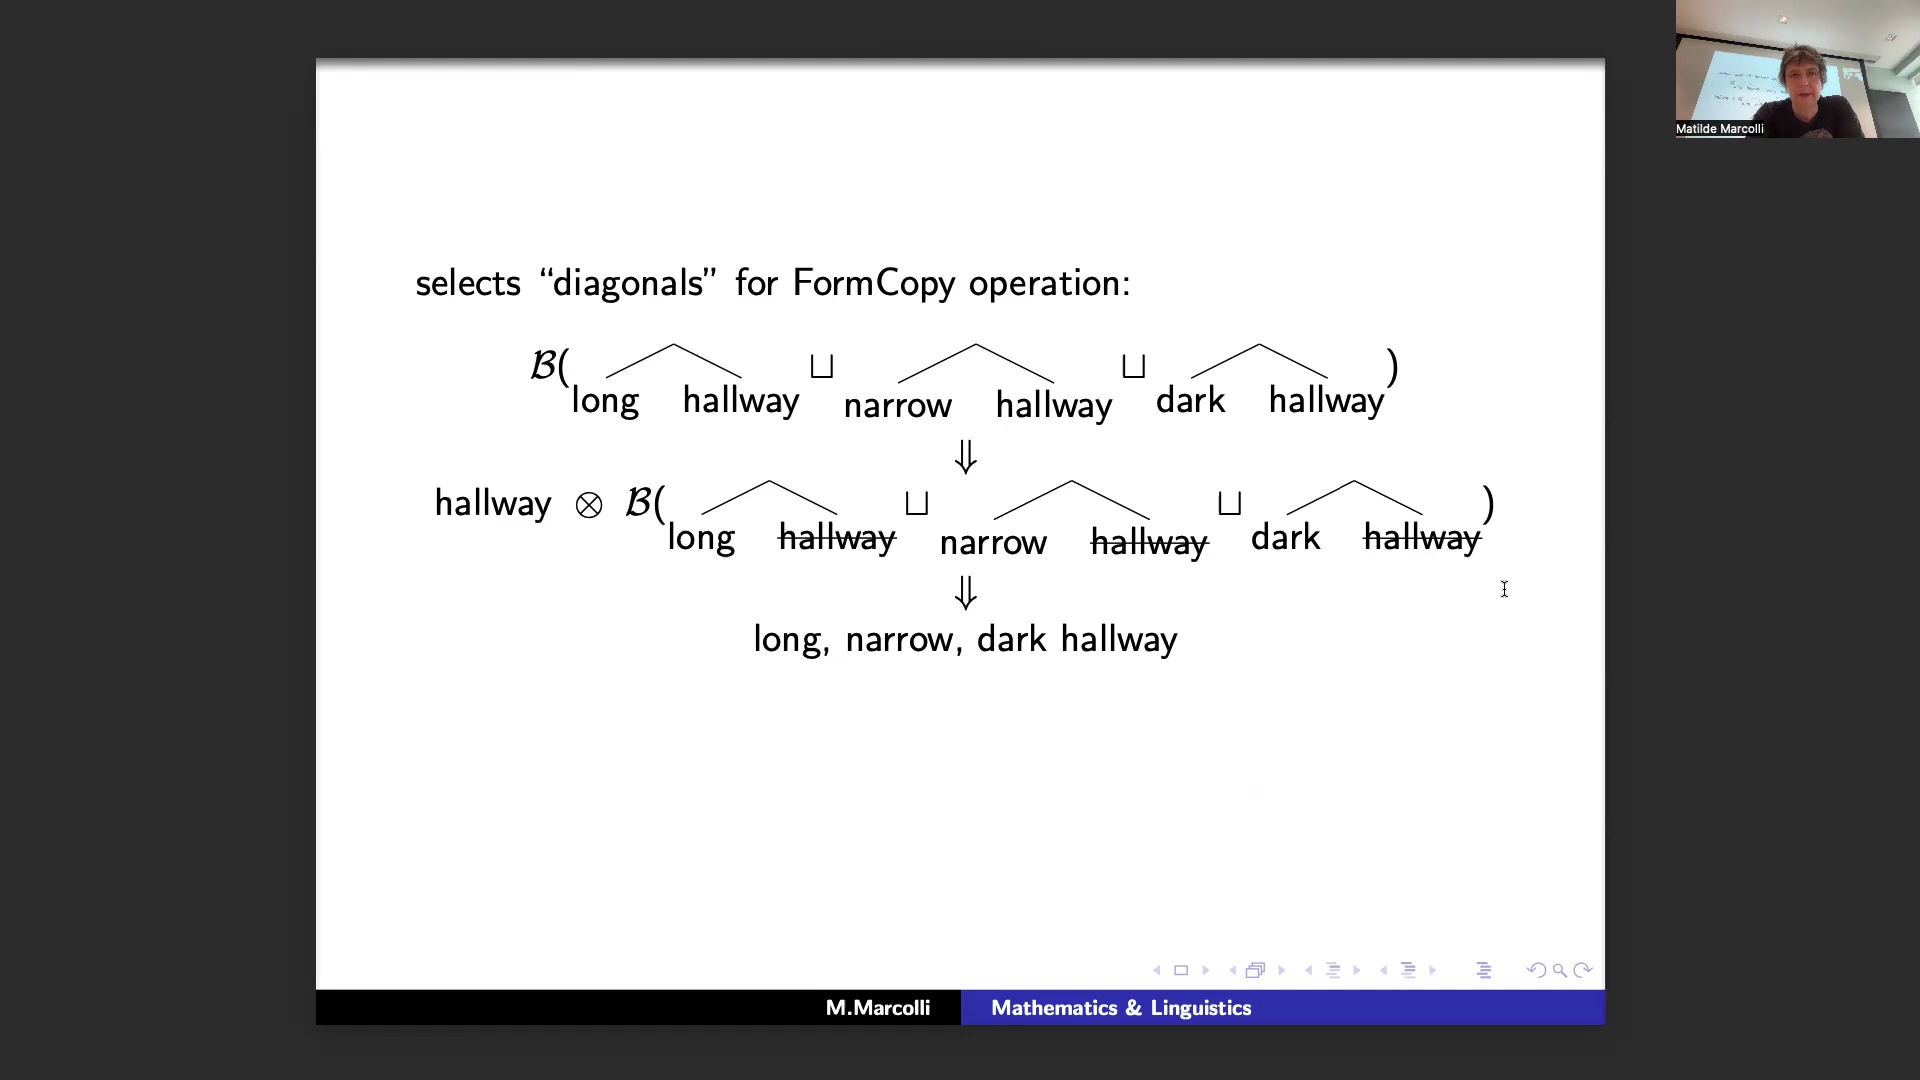 Matilde Marcolli
selects “diagonals” for FormCopy operation:
ℬ( long hallway ⊔ narrow hallway ⊔ dark hallway )
⇓
hallway ⊗ ℬ( long hallway ⊔ narrow hallway ⊔ dark hallway )
⇓
long, narrow, dark hallway
M.Marcolli
Mathematics & Linguistics